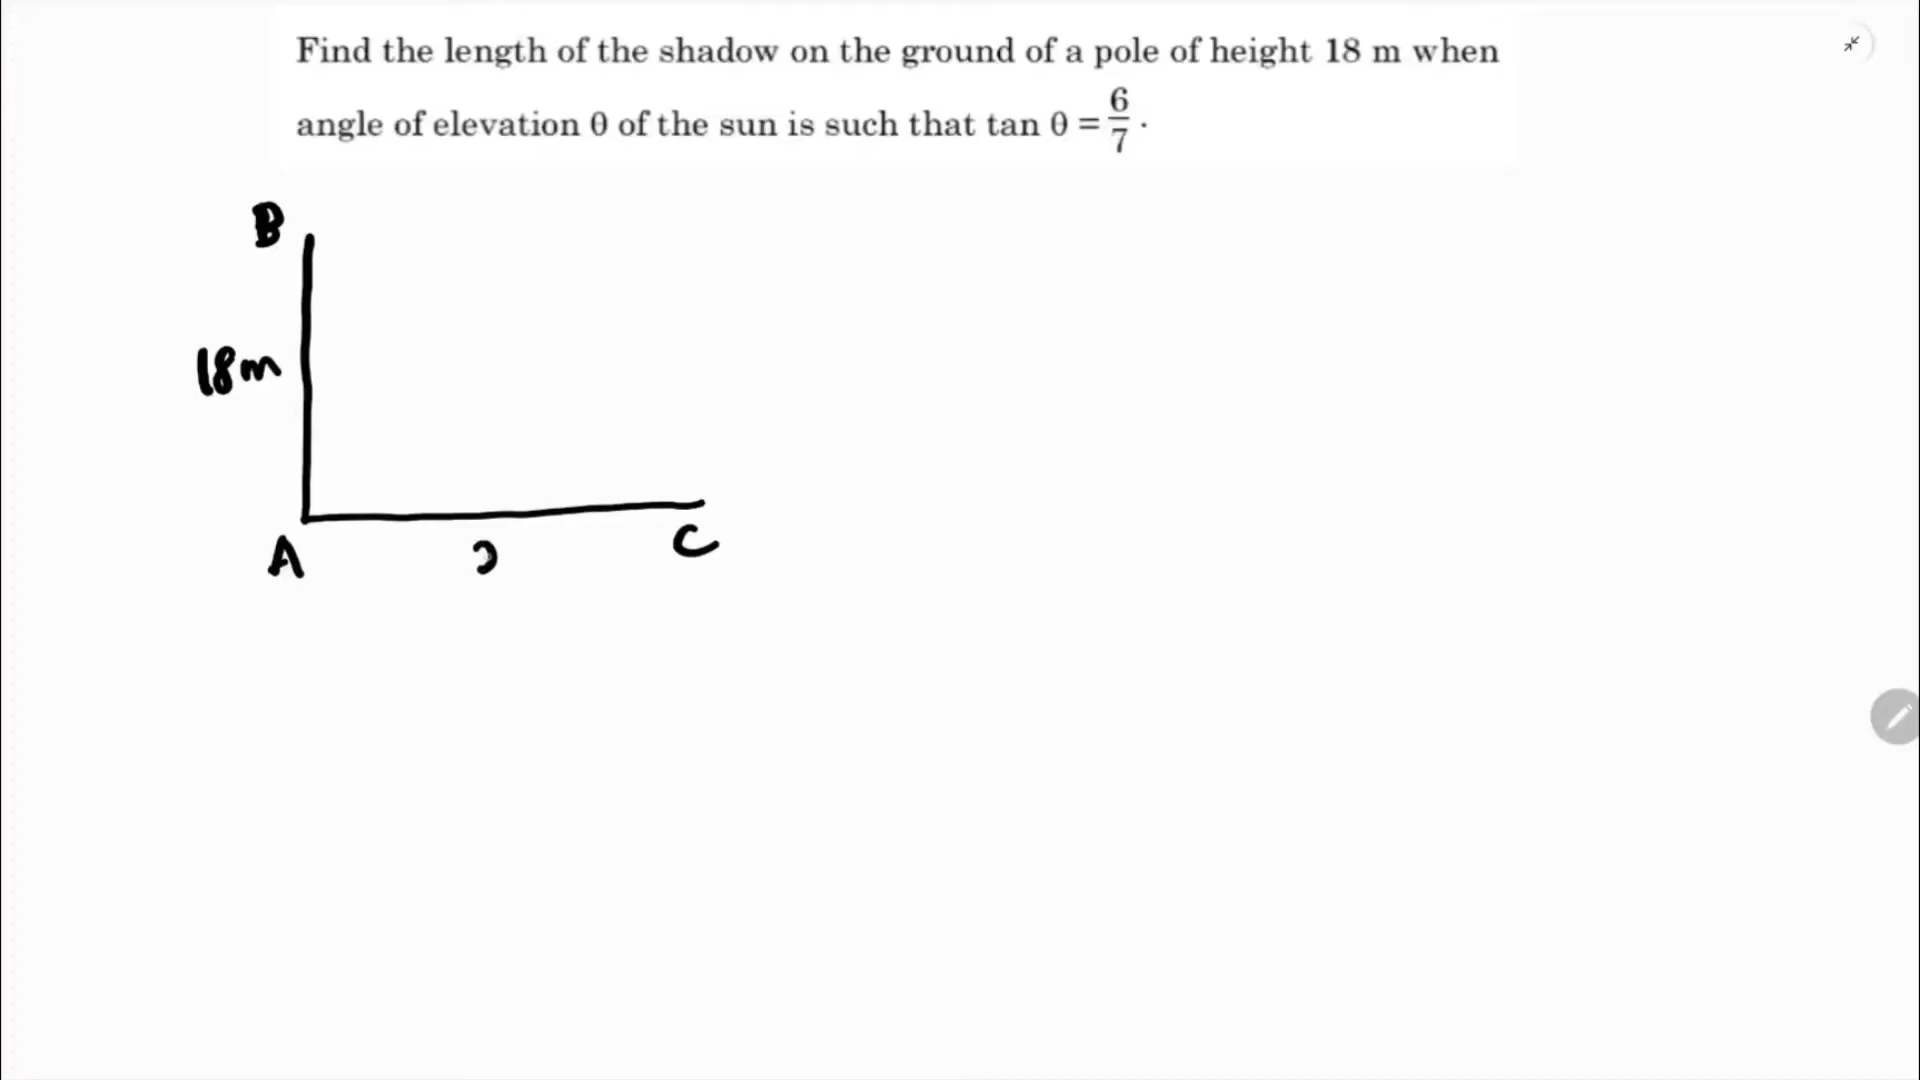 Find the length of the shadow on the ground of a pole of height 18 m when
angle of elevation θ of the sun is such that tan θ = 6/7 .
B
18m
A
C